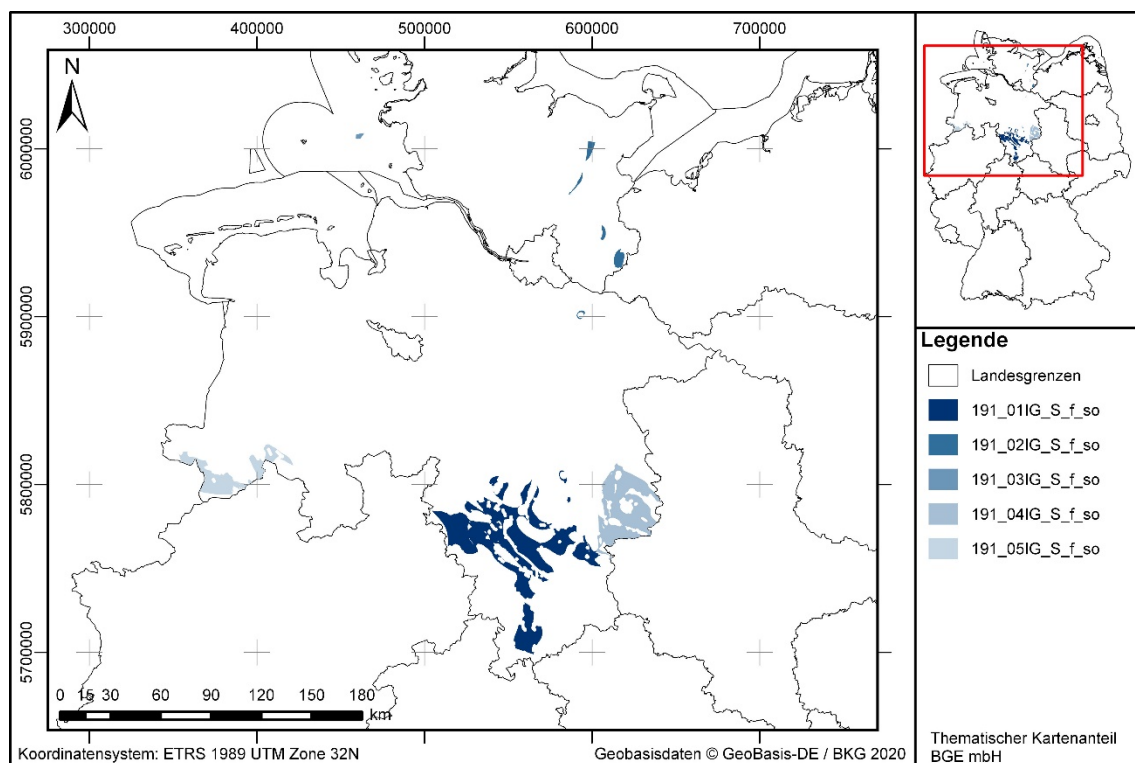 300000 400000 500000 600000 700000
N
6000000
5900000
5800000
5700000
0 15 30 60 90 120 150 180
km
Koordinatensystem: ETRS 1989 UTM Zone 32N
Geobasisdaten © GeoBasis-DE / BKG 2020
Legende
Landesgrenzen
191_01IG_S_f_so
191_02IG_S_f_so
191_03IG_S_f_so
191_04IG_S_f_so
191_05IG_S_f_so
Thematischer Kartenanteil
BGE mbH